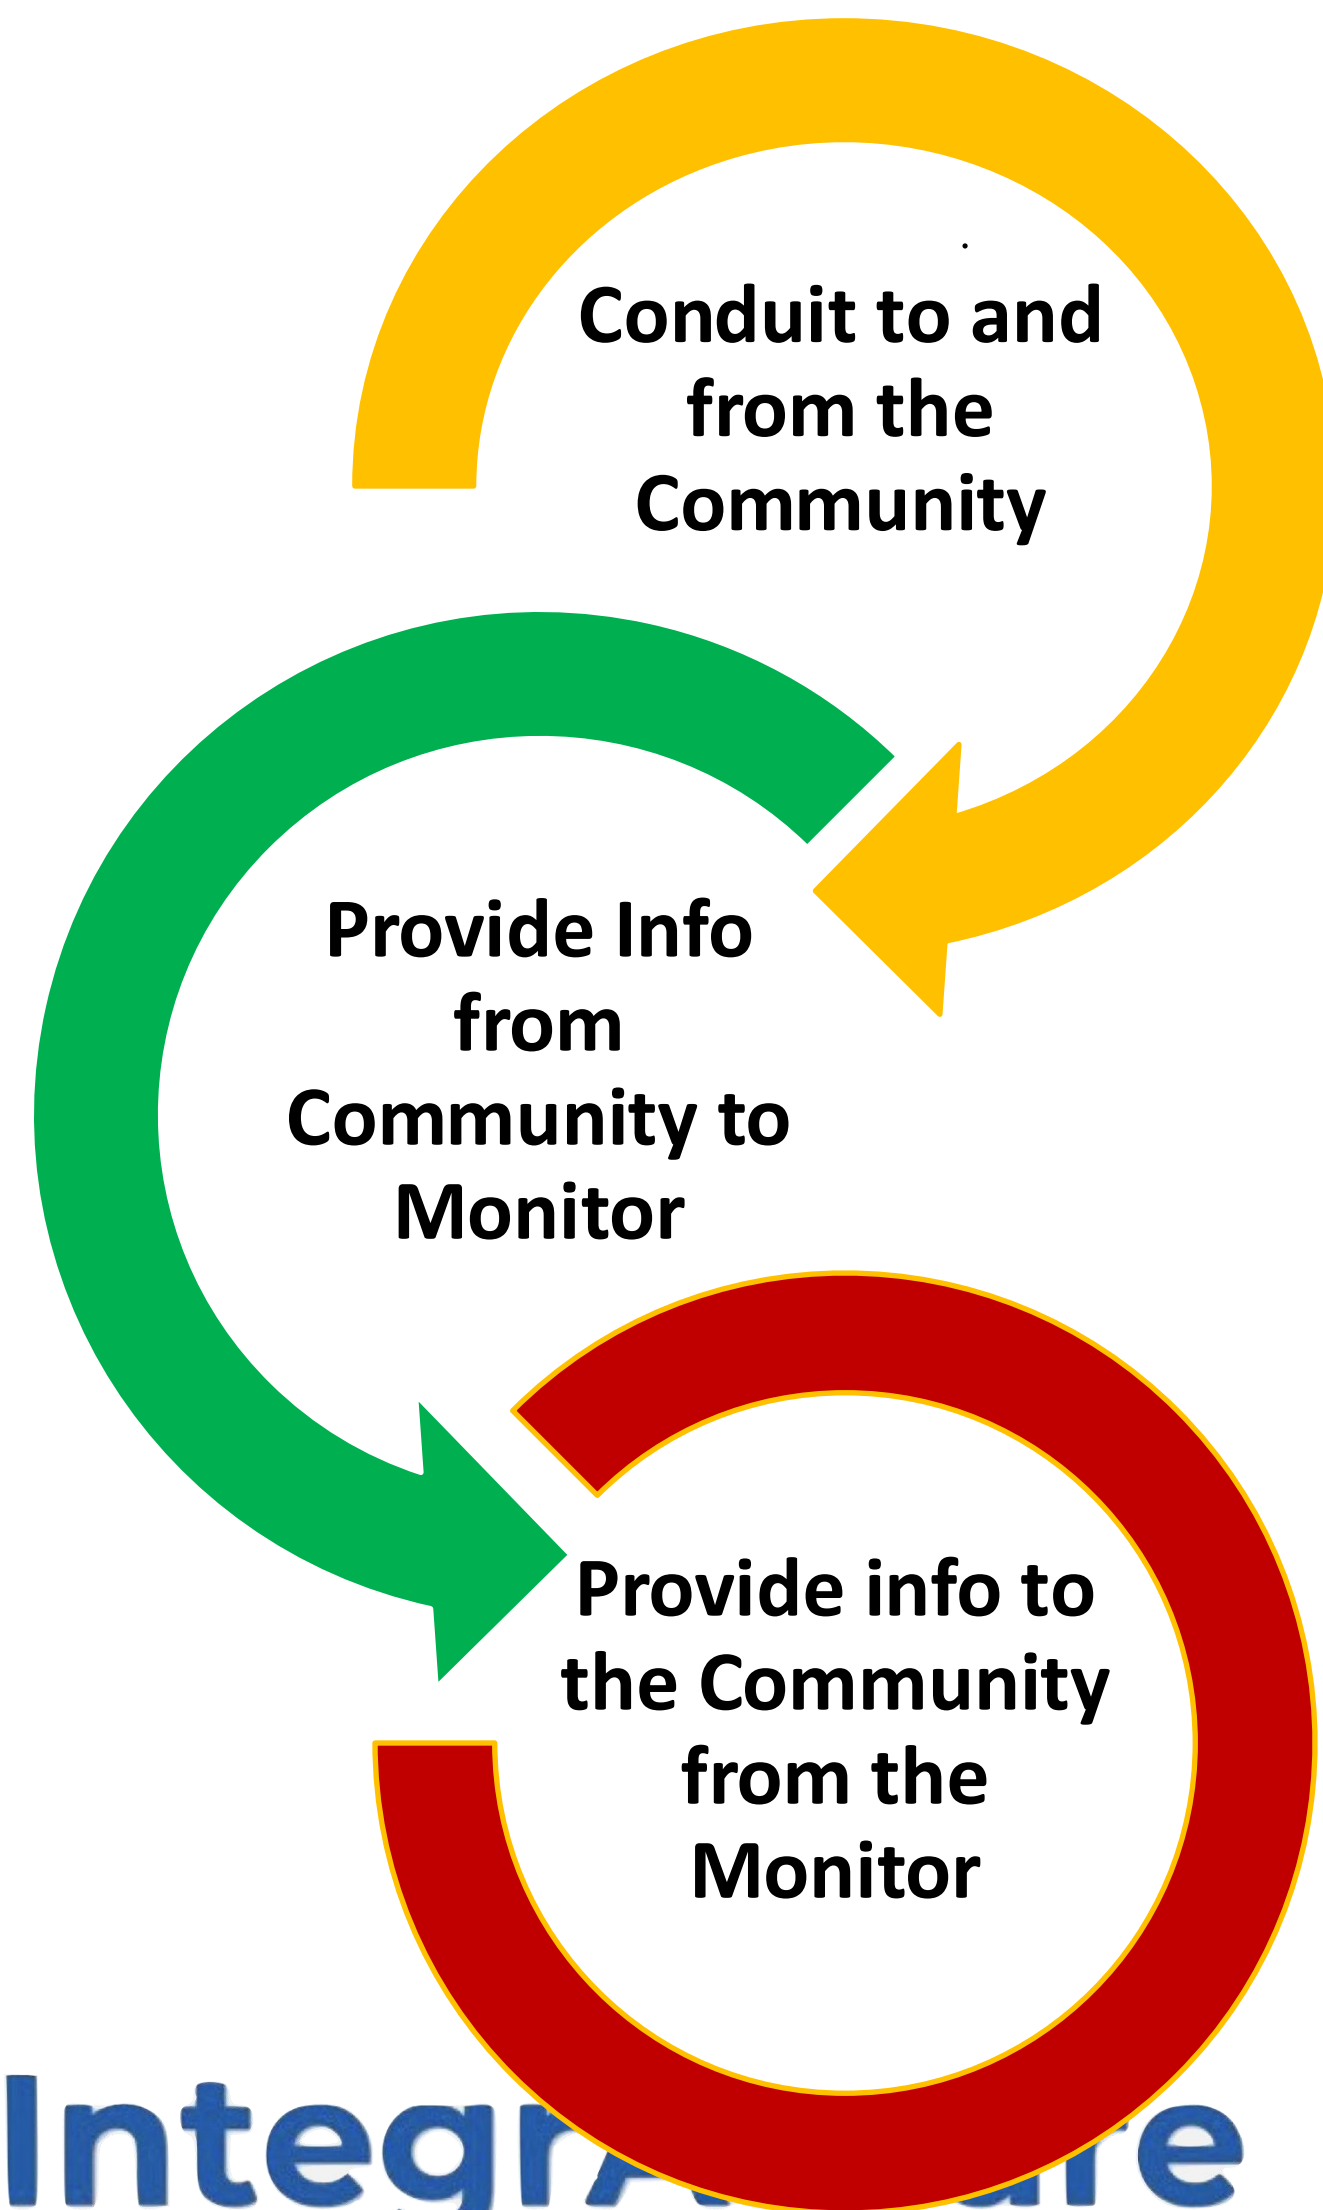 Conduit to and
from the
Community
Provide Info
from
Community to
Monitor
Provide info to
the Community
from the
Monitor